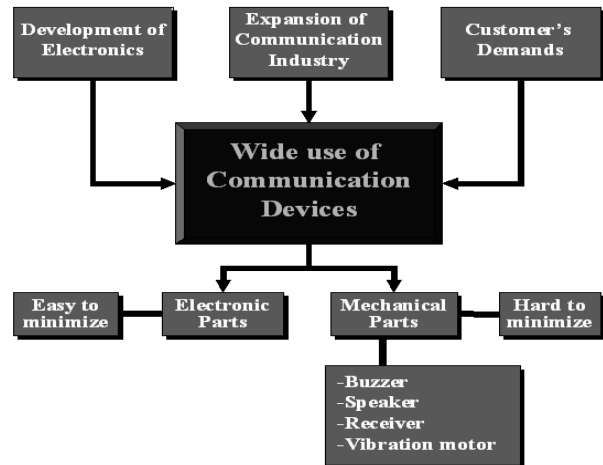 Development of
Electronics
Expansion of
Communication
Industry
Customer's
Demands
Wide use of
Communication
Devices
Easy to
minimize
Electronic
Parts
Mechanical
Parts
Hard to
minimize
-Buzzer
-Speaker
-Receiver
-Vibration motor